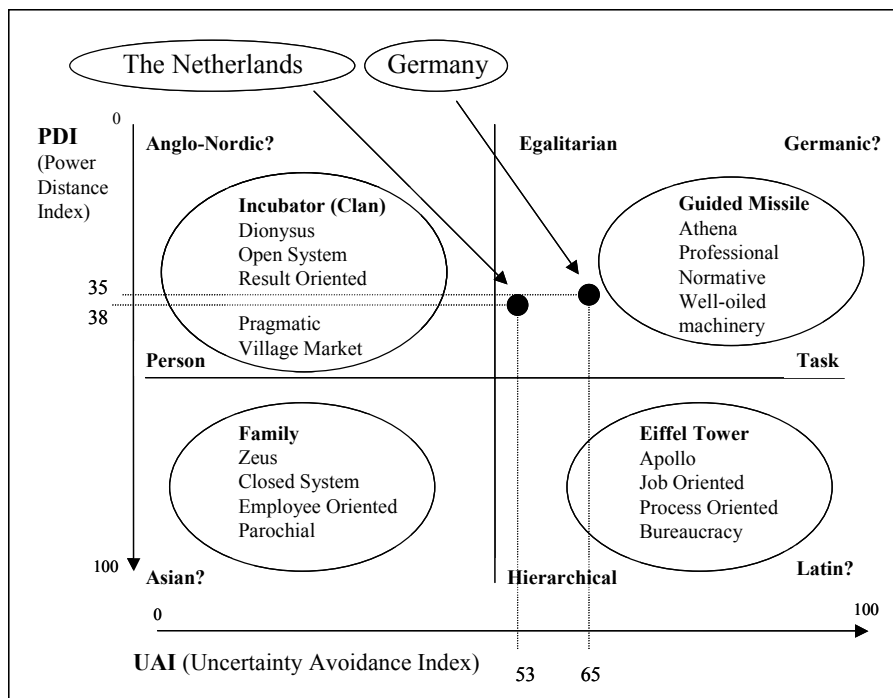 The Netherlands
Germany
0
PDI
(Power
Distance
Index)
Anglo-Nordic?
Egalitarian
Germanic?
Incubator (Clan)
Dionysus
Open System
Result Oriented
Pragmatic
Village Market
Guided Missile
Athena
Professional
Normative
Well-oiled
machinery
35
38
Person
Task
Family
Zeus
Closed System
Employee Oriented
Parochial
Eiffel Tower
Apollo
Job Oriented
Process Oriented
Bureaucracy
100
Asian?
Hierarchical
Latin?
0
100
UAI (Uncertainty Avoidance Index)
53
65